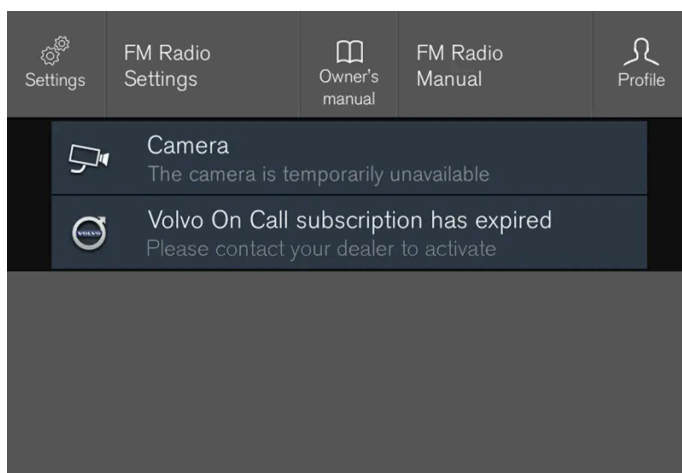 Settings
FM Radio
Settings
Owner's
manual
FM Radio
Manual
Profile
Camera
The camera is temporarily unavailable
VOLVO
Volvo On Call subscription has expired
Please contact your dealer to activate